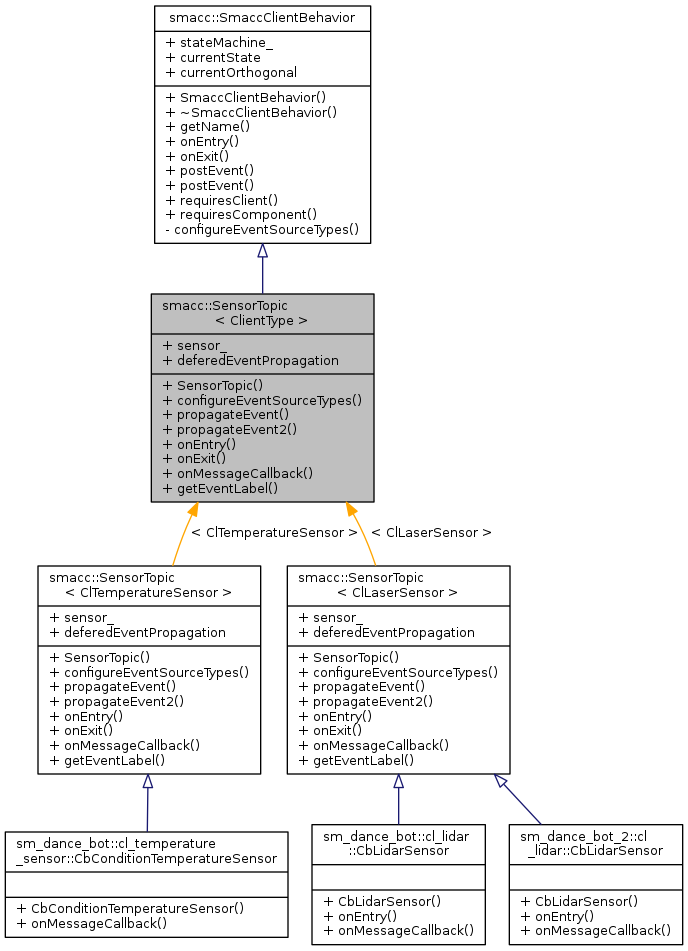 smacc::SmaccClientBehavior
+ stateMachine_
+ currentState
+ currentOrthogonal
+ SmaccClientBehavior()
+ ~SmaccClientBehavior()
+ getName()
+ onEntry()
+ onExit()
+ postEvent()
+ postEvent()
+ requiresClient()
+ requiresComponent()
- configureEventSourceTypes()
smacc::SensorTopic
< ClientType >
+ sensor_
+ deferedEventPropagation
+ SensorTopic()
+ configureEventSourceTypes()
+ propagateEvent()
+ propagateEvent2()
+ onEntry()
+ onExit()
+ onMessageCallback()
+ getEventLabel()
< ClTemperatureSensor >
< ClLaserSensor >
smacc::SensorTopic
< ClTemperatureSensor >
+ sensor_
+ deferedEventPropagation
+ SensorTopic()
+ configureEventSourceTypes()
+ propagateEvent()
+ propagateEvent2()
+ onEntry()
+ onExit()
+ onMessageCallback()
+ getEventLabel()
smacc::SensorTopic
< ClLaserSensor >
+ sensor_
+ deferedEventPropagation
+ SensorTopic()
+ configureEventSourceTypes()
+ propagateEvent()
+ propagateEvent2()
+ onEntry()
+ onExit()
+ onMessageCallback()
+ getEventLabel()
sm_dance_bot::cl_temperature
_sensor::CbConditionTemperatureSensor
+ CbConditionTemperatureSensor()
+ onMessageCallback()
sm_dance_bot::cl_lidar
::CbLidarSensor
+ CbLidarSensor()
+ onEntry()
+ onMessageCallback()
sm_dance_bot_2::cl
_lidar::CbLidarSensor
+ CbLidarSensor()
+ onEntry()
+ onMessageCallback()